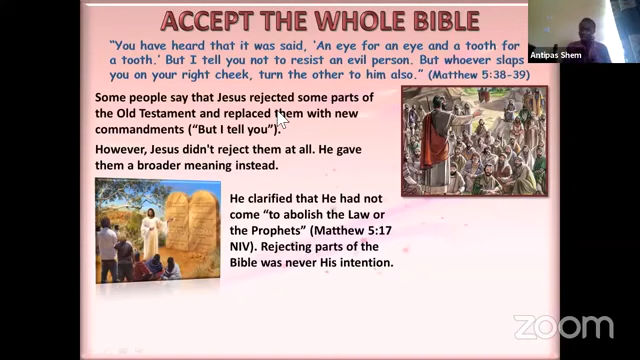 ACCEPT THE WHOLE BIBLE
Antipas Shem
“You have heard that it was said, ‘An eye for an eye and a tooth for
a tooth.’ But I tell you not to resist an evil person. But whoever slaps
you on your right cheek, turn the other to him also.” (Matthew 5:38-39)
Some people say that Jesus rejected some parts of
the Old Testament and replaced them with new
commandments (“But I tell you”).
However, Jesus didn't reject them at all. He gave
them a broader meaning instead.
He clarified that He had not
come “to abolish the Law or
the Prophets” (Matthew 5:17
NIV). Rejecting parts of the
Bible was never His intention.
zoom